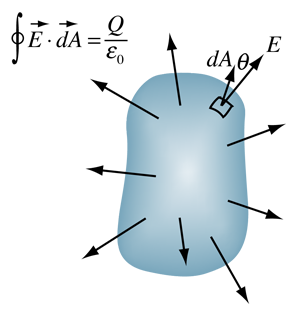 ∮ E⃗ · dA⃗ = Q/ε₀
dA θ E